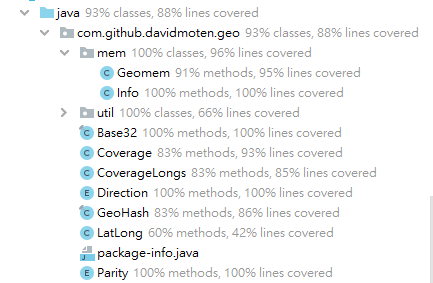 java 93% classes, 88% lines covered
com.github.davidmoten.geo 93% classes, 88% lines covered
mem 100% classes, 96% lines covered
Geomem 91% methods, 95% lines covered
Info 100% methods, 100% lines covered
util 100% classes, 66% lines covered
Base32 100% methods, 100% lines covered
Coverage 83% methods, 93% lines covered
CoverageLongs 83% methods, 85% lines covered
Direction 100% methods, 100% lines covered
GeoHash 83% methods, 86% lines covered
LatLong 60% methods, 42% lines covered
package-info.java
Parity 100% methods, 100% lines covered